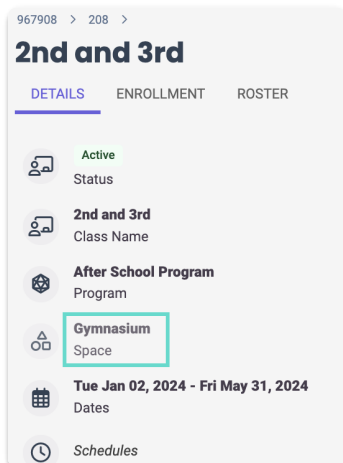 967908 > 208 >
2nd and 3rd
DETAILS ENROLLMENT ROSTER
Active
Status
2nd and 3rd
Class Name
After School Program
Program
Gymnasium
Space
Tue Jan 02, 2024 - Fri May 31, 2024
Dates
Schedules